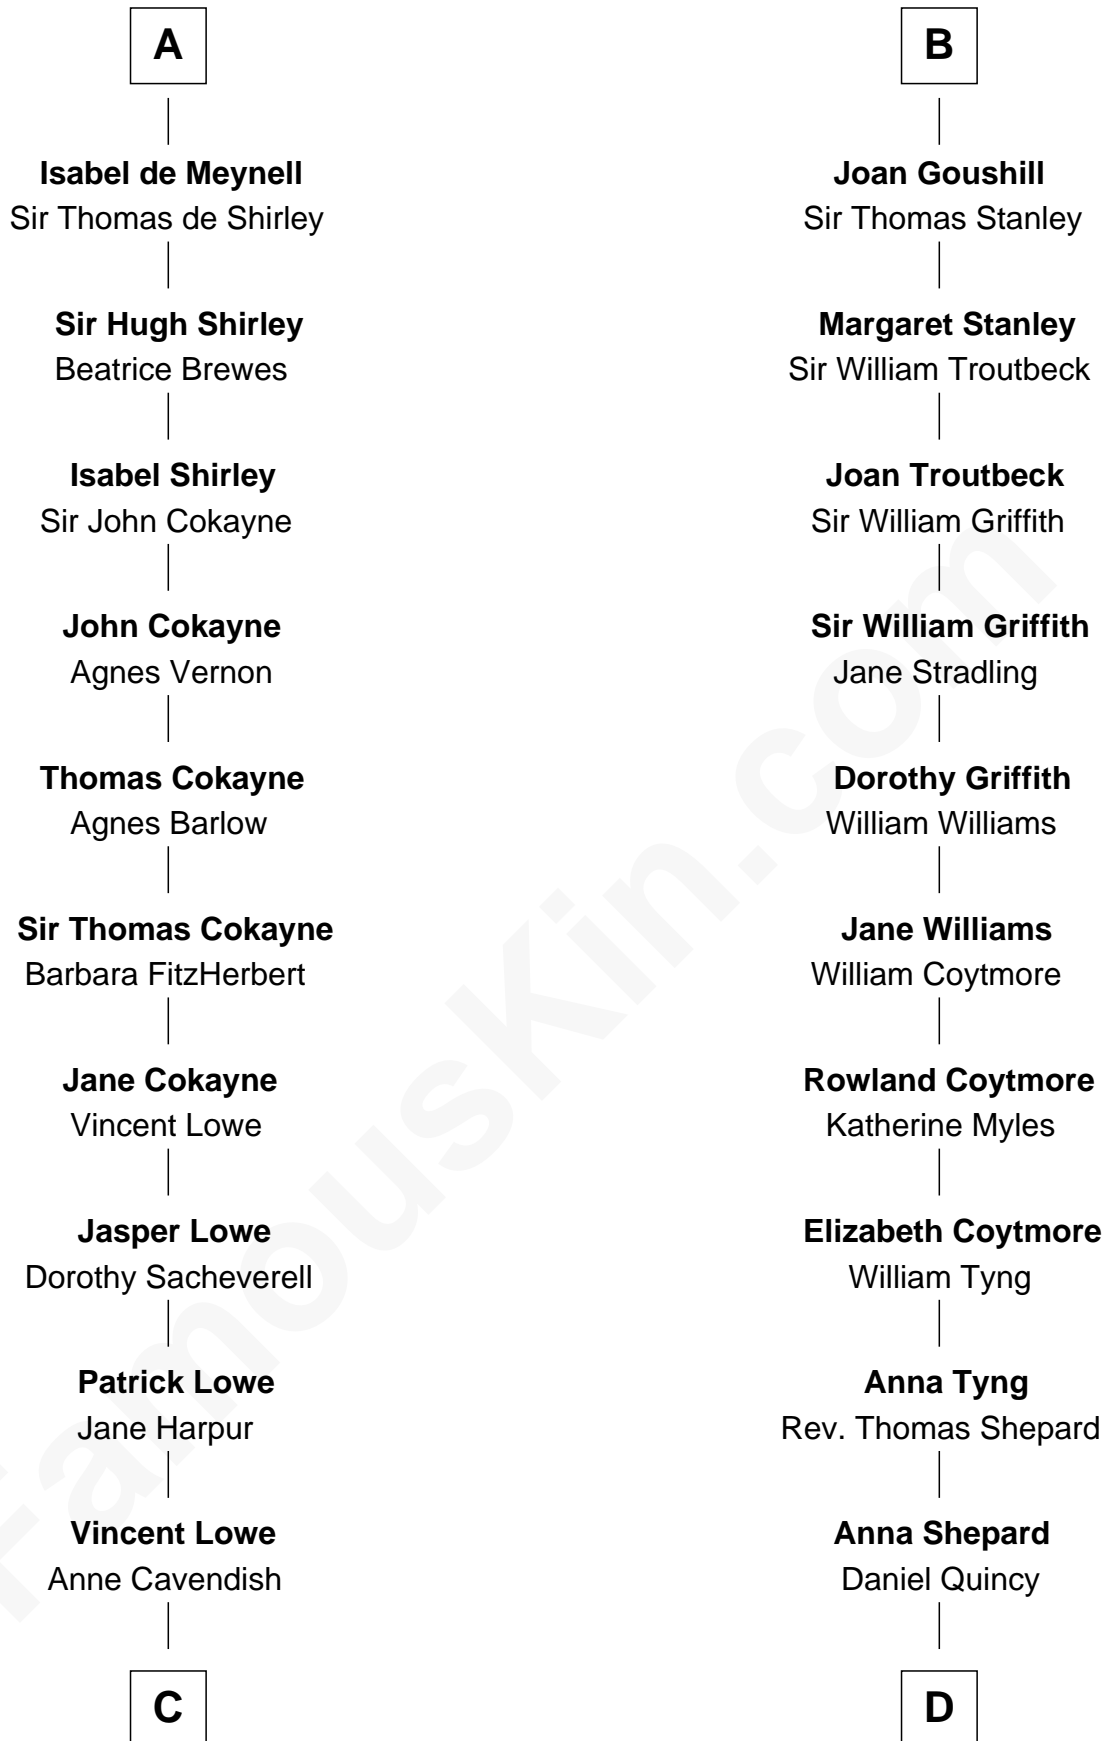 A
Isabel de Meynell
Sir Thomas de Shirley
Sir Hugh Shirley
Beatrice Brewes
Isabel Shirley
Sir John Cokayne
John Cokayne
Agnes Vernon
Thomas Cokayne
Agnes Barlow
Sir Thomas Cokayne
Barbara FitzHerbert
Jane Cokayne
Vincent Lowe
Jasper Lowe
Dorothy Sacheverell
Patrick Lowe
Jane Harpur
Vincent Lowe
Anne Cavendish
C
B
Joan Goushill
Sir Thomas Stanley
Margaret Stanley
Sir William Troutbeck
Joan Troutbeck
Sir William Griffith
Sir William Griffith
Jane Stradling
Dorothy Griffith
William Williams
Jane Williams
William Coytmore
Rowland Coytmore
Katherine Myles
Elizabeth Coytmore
William Tyng
Anna Tyng
Rev. Thomas Shepard
Anna Shepard
Daniel Quincy
D
FamousKin.com